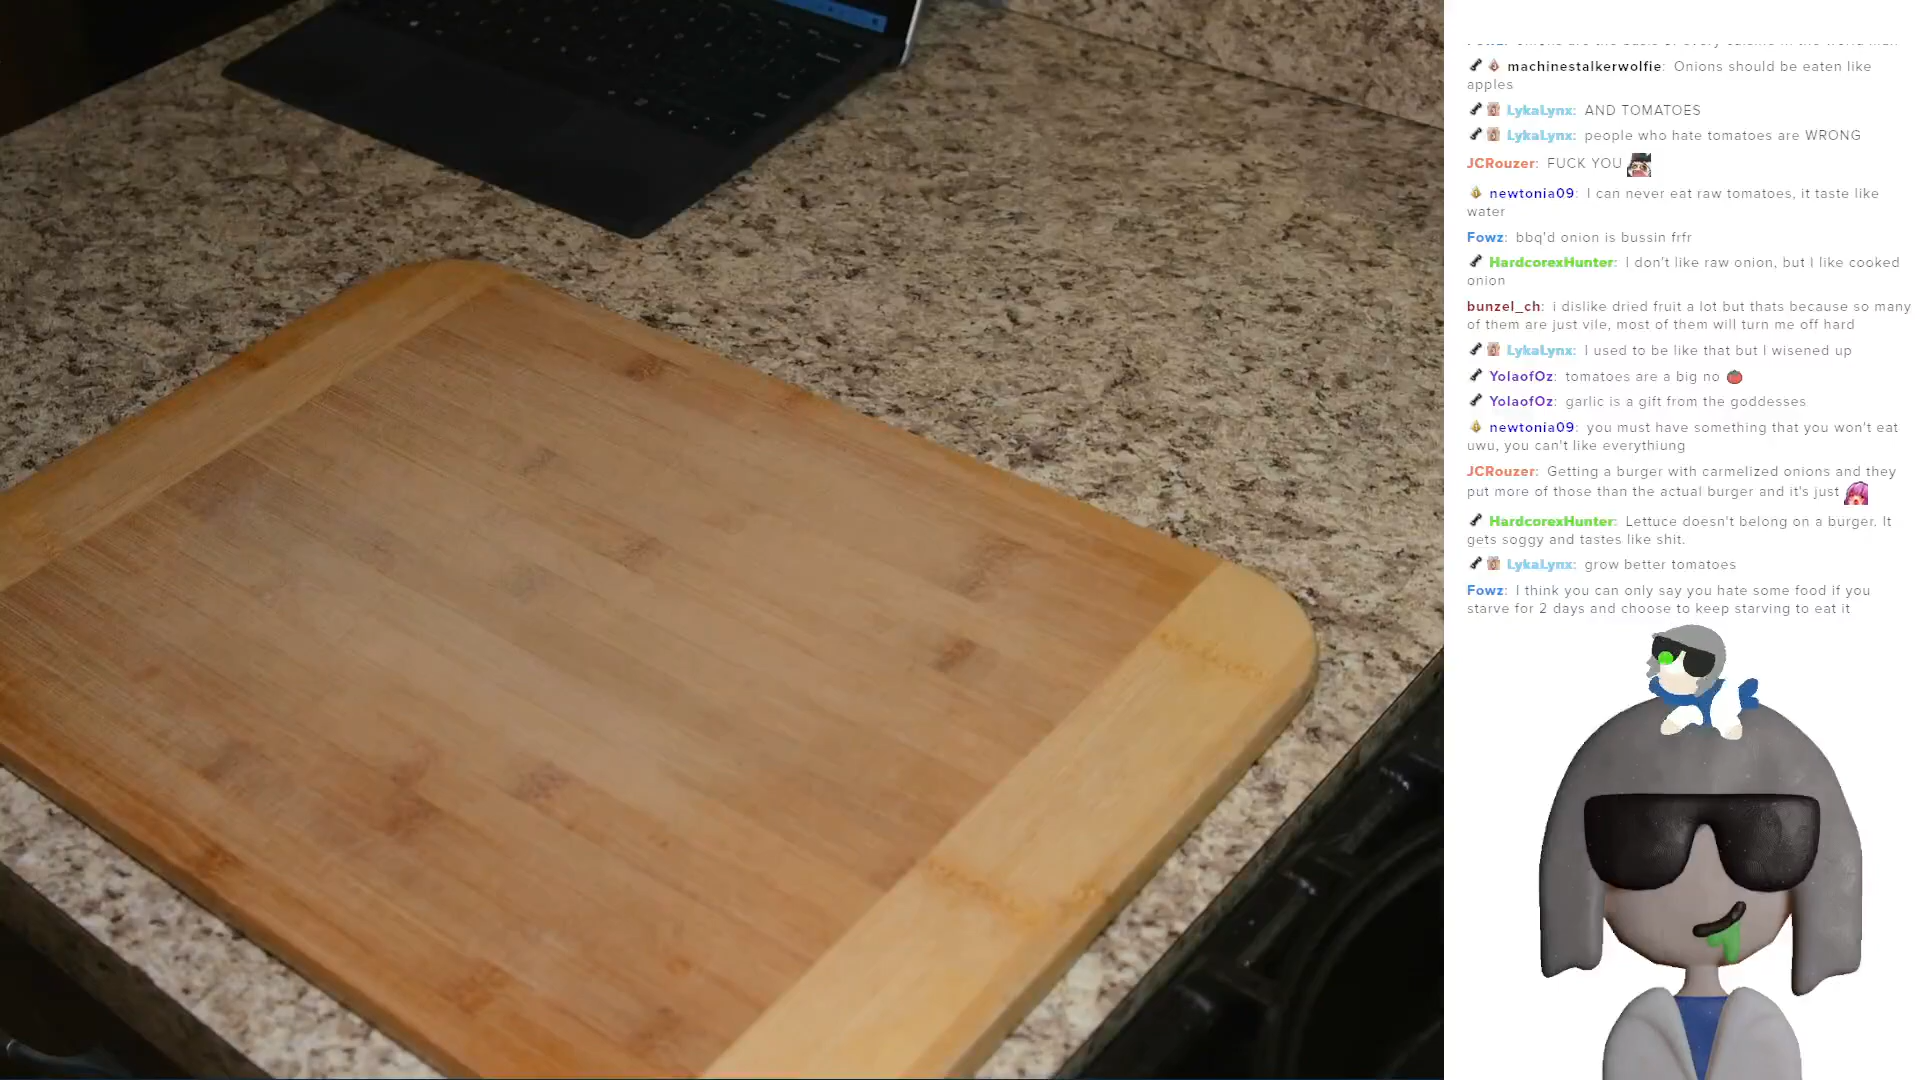 machinestalkerwolfie: Onions should be eaten like
apples
LykaLynx: AND TOMATOES
LykaLynx: people who hate tomatoes are WRONG
JCRouzer: FUCK YOU
newtonia09: I can never eat raw tomatoes, it taste like
water
Fowz: bbq'd onion is bussin frfr
HardcorexHunter: I don't like raw onion, but I like cooked
onion
bunzel_ch: i dislike dried fruit a lot but thats because so many
of them are just vile, most of them will turn me off hard
LykaLynx: I used to be like that but I wisened up
YolaofOz: tomatoes are a big no
YolaofOz: garlic is a gift from the goddesses
newtonia09: you must have something that you won't eat
uwu, you can't like everythiung
JCRouzer: Getting a burger with carmelized onions and they
put more of those than the actual burger and it's just
HardcorexHunter: Lettuce doesn't belong on a burger. It
gets soggy and tastes like shit.
LykaLynx: grow better tomatoes
Fowz: I think you can only say you hate some food if you
starve for 2 days and choose to keep starving to eat it